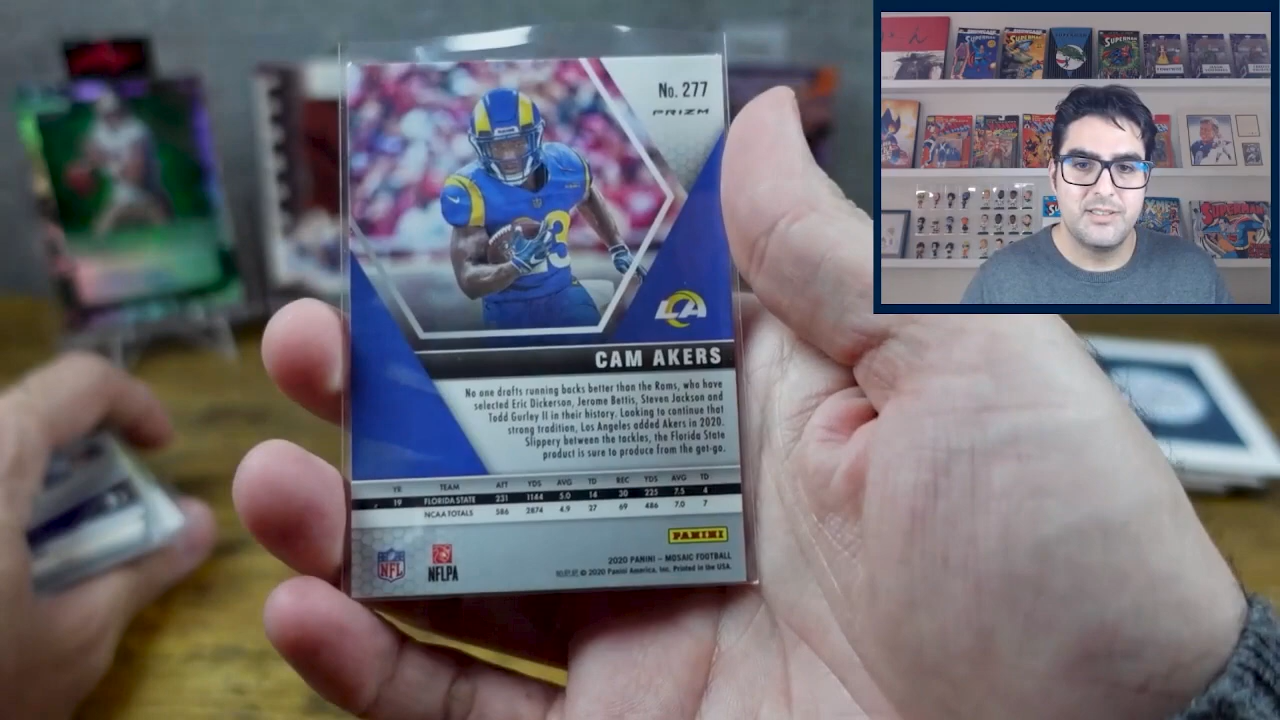 No. 277
PRIZM
23
LA
CAM AKERS
No one drafts running backs better than the Rams, who have
selected Eric Dickerson, Jerome Bettis, Steven Jackson and
Todd Gurley II in their history. Looking to continue that
strong tradition, Los Angeles added Akers in 2020.
Slippery between the tackles, the Florida State
product is sure to produce from the get-go.
YR TEAM ATT YDS AVG TD REC YDS AVG TD
19 FLORIDA STATE 231 1144 5.0 14 30 225 7.5 4
NCAA TOTALS 586 2874 4.9 27 69 486 7.0 7
PANINI
NFL
NFLPA
2020 PANINI – MOSAIC FOOTBALL
© 2020 Panini America, Inc. Printed in the USA.
SUPERMAN